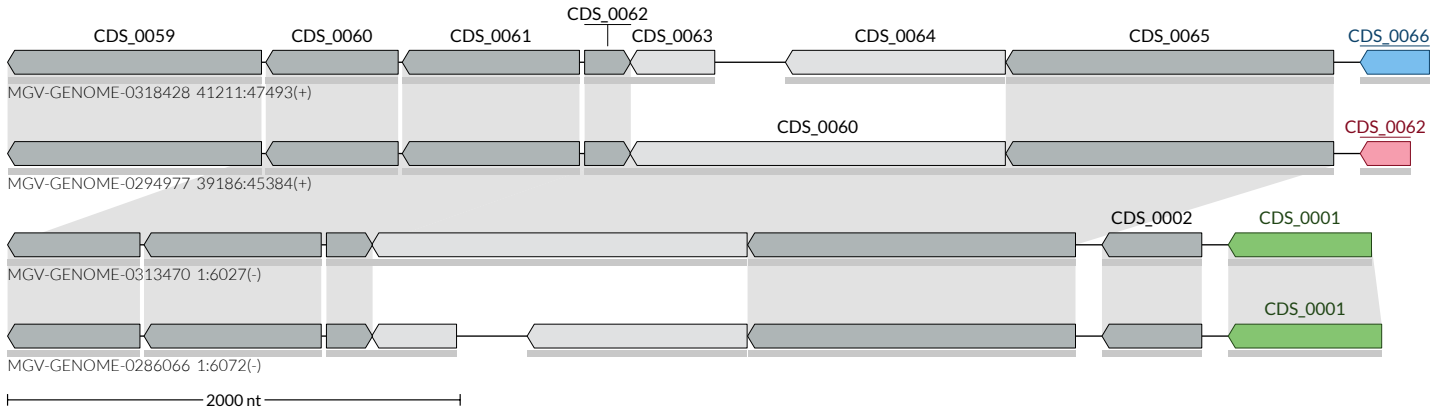 CDS_0062
CDS_0059 CDS_0060 CDS_0061 CDS_0063 CDS_0064 CDS_0065 CDS_0066
MGV-GENOME-0318428 41211:47493(+)
CDS_0060 CDS_0062
MGV-GENOME-0294977 39186:45384(+)
CDS_0002 CDS_0001
MGV-GENOME-0313470 1:6027(-)
CDS_0001
MGV-GENOME-0286066 1:6072(-)
2000 nt